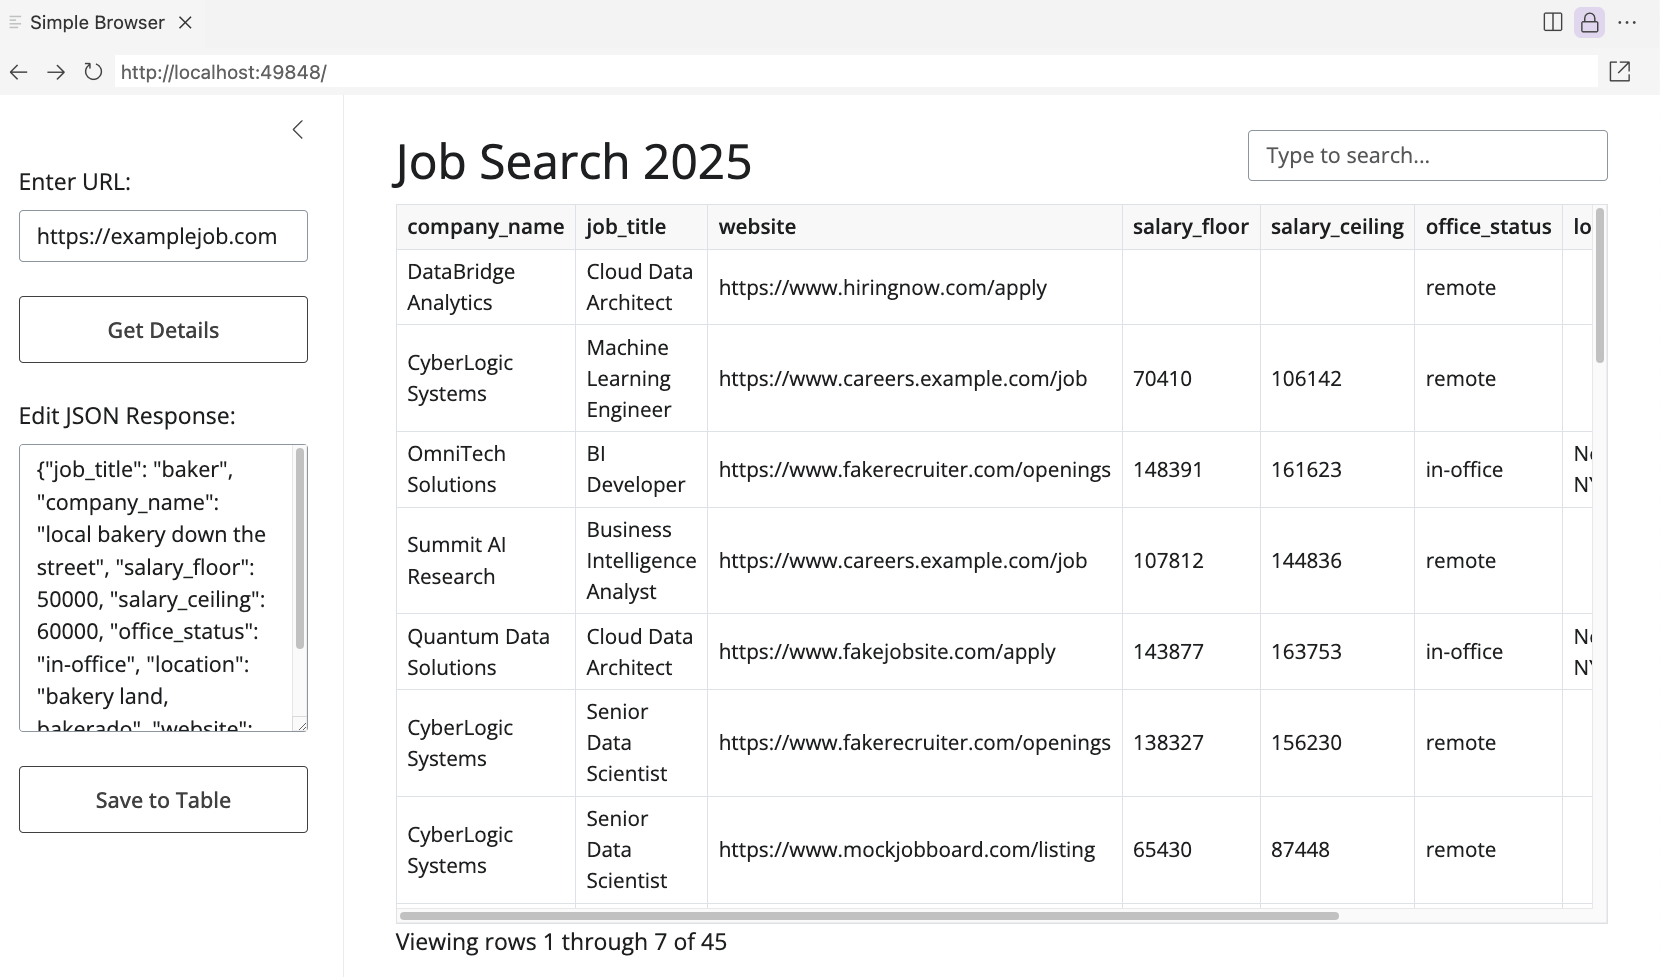 Simple Browser
http://localhost:49848/
Enter URL:
https://examplejob.com
Get Details
Edit JSON Response:
{"job_title": "baker",
"company_name":
"local bakery down the
street", "salary_floor":
50000, "salary_ceiling":
60000, "office_status":
"in-office", "location":
"bakery land,
bakerado", "website":
Save to Table
Job Search 2025
Type to search...
company_name job_title website salary_floor salary_ceiling office_status lo
DataBridge
Analytics
Cloud Data
Architect
https://www.hiringnow.com/apply
remote
CyberLogic
Systems
Machine
Learning
Engineer
https://www.careers.example.com/job
70410
106142
remote
OmniTech
Solutions
BI
Developer
https://www.fakerecruiter.com/openings
148391
161623
in-office
Summit AI
Research
Business
Intelligence
Analyst
https://www.careers.example.com/job
107812
144836
remote
Quantum Data
Solutions
Cloud Data
Architect
https://www.fakejobsite.com/apply
143877
163753
in-office
CyberLogic
Systems
Senior
Data
Scientist
https://www.fakerecruiter.com/openings
138327
156230
remote
CyberLogic
Systems
Senior
Data
Scientist
https://www.mockjobboard.com/listing
65430
87448
remote
Viewing rows 1 through 7 of 45